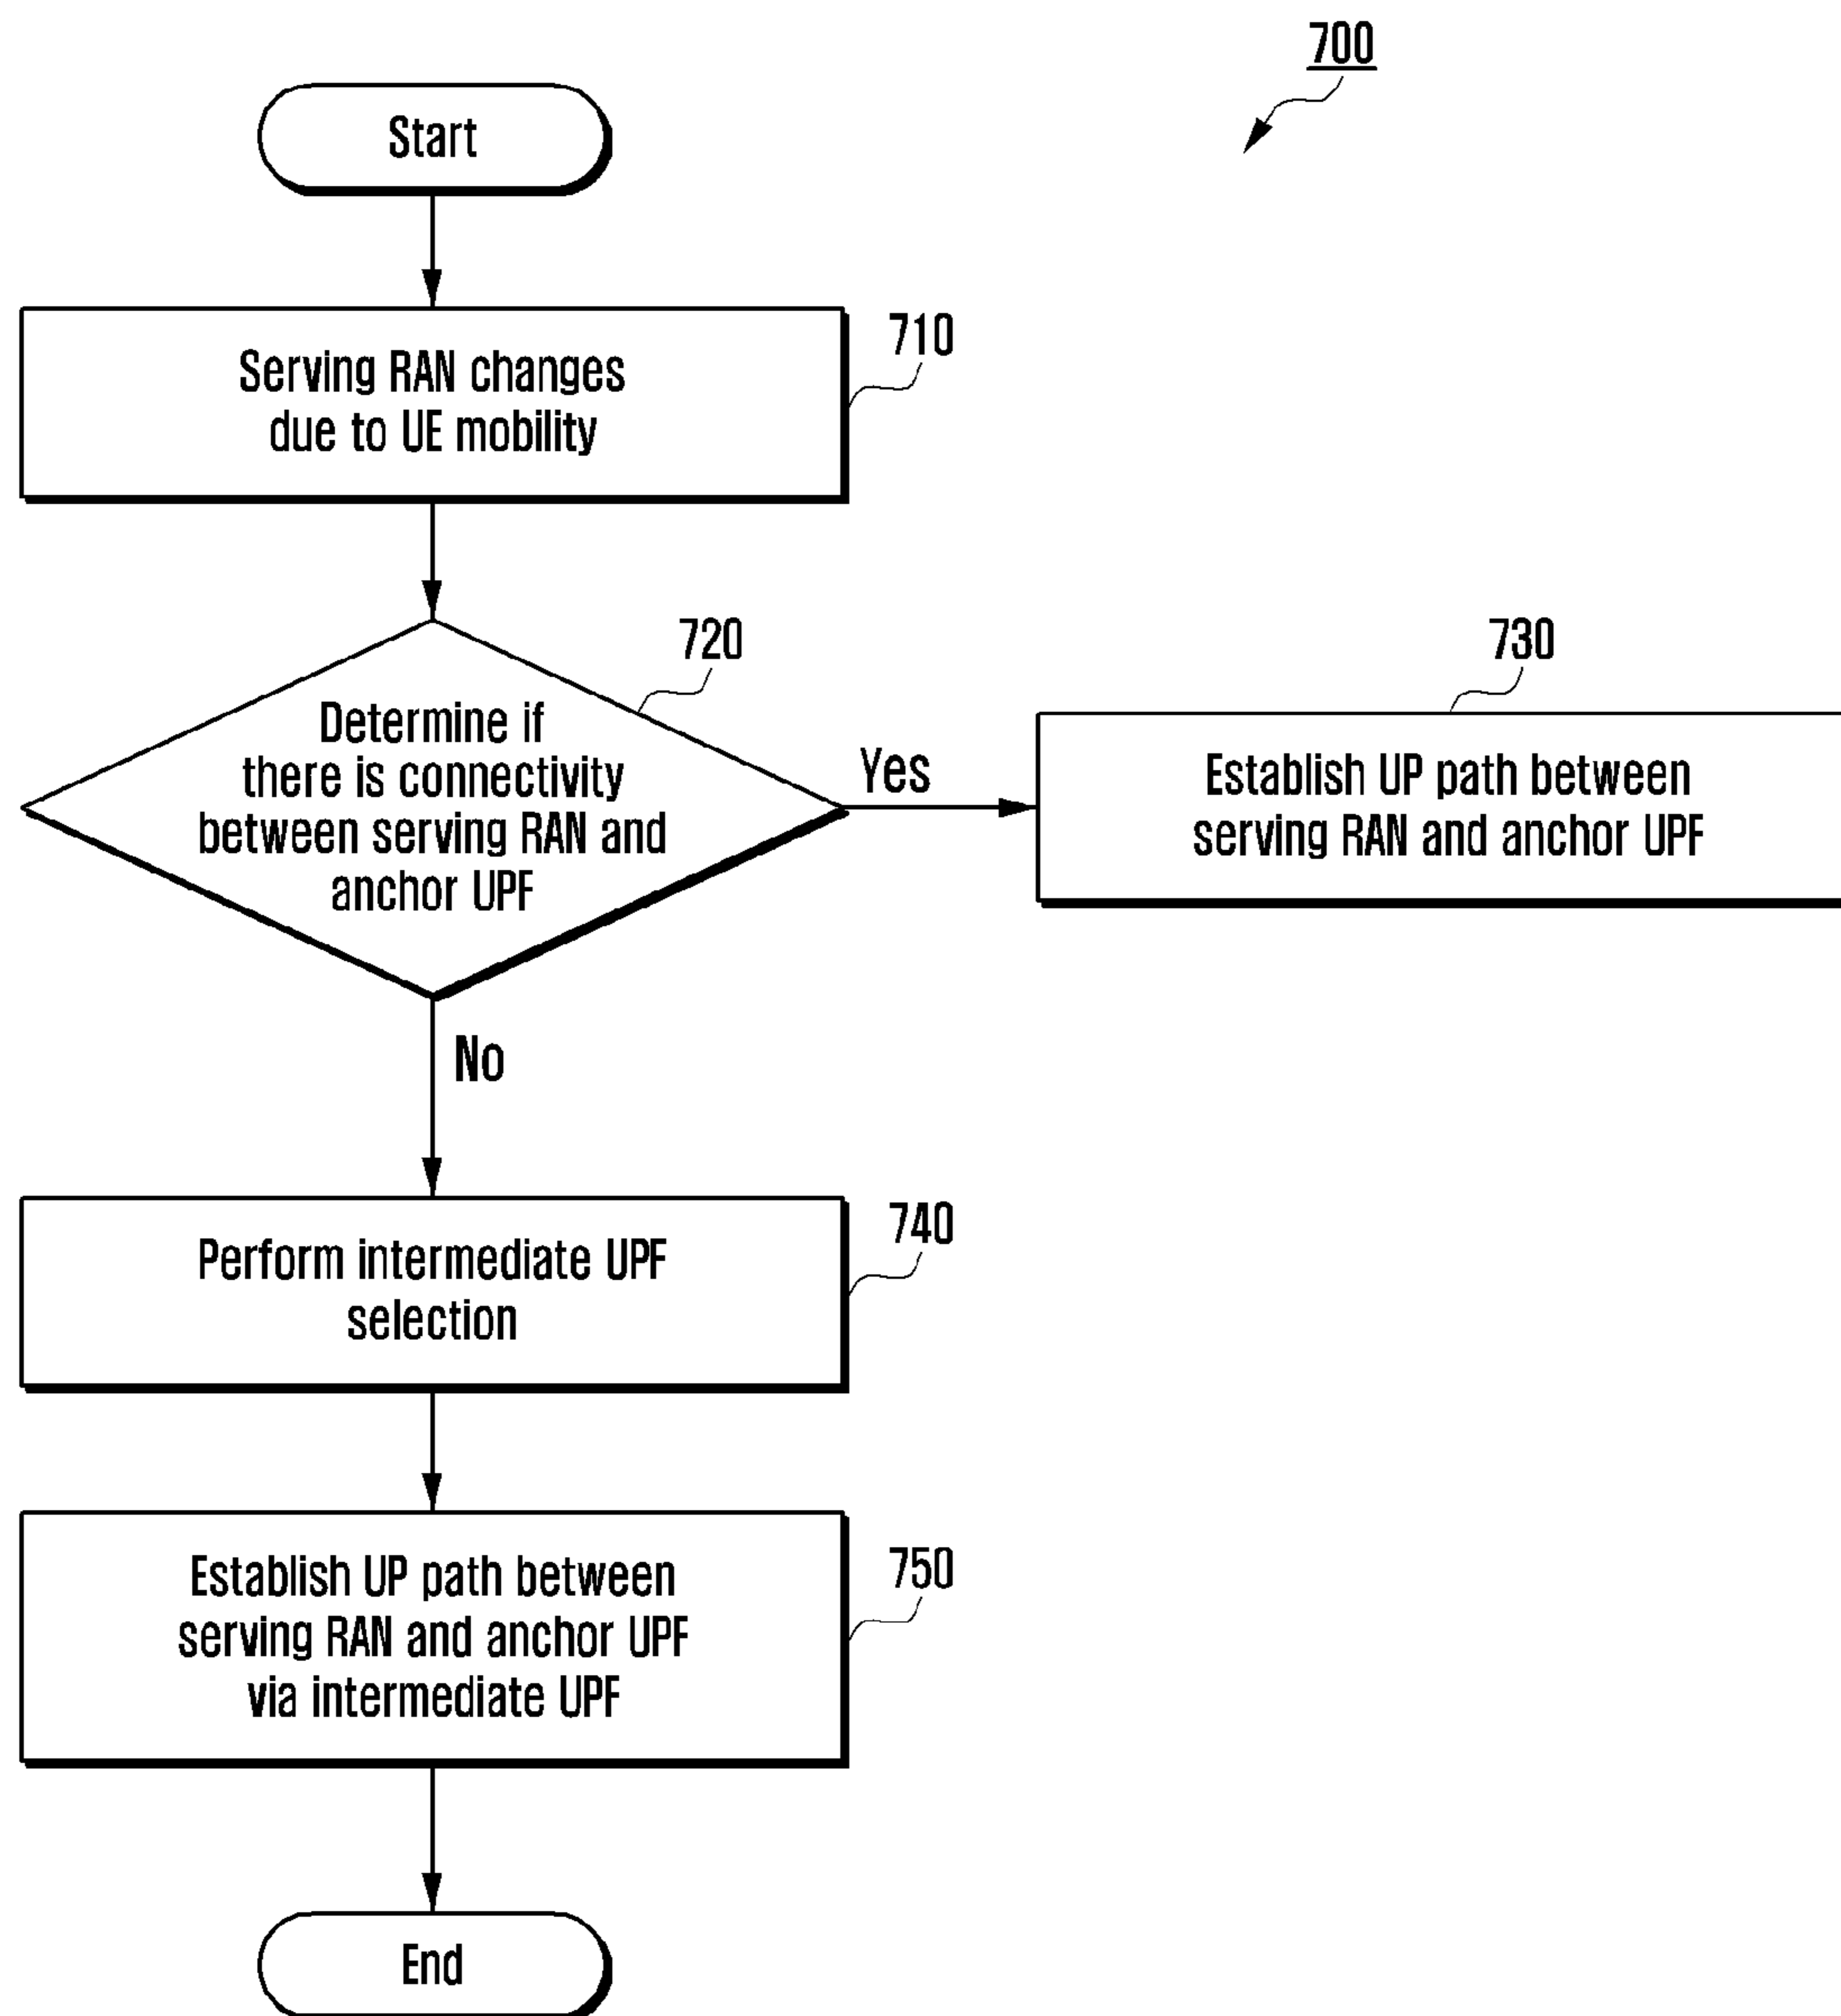 700
Start
710
Serving RAN changes
due to UE mobility
720
Determine if
there is connectivity
between serving RAN and
anchor UPF
Yes
730
Establish UP path between
serving RAN and anchor UPF
No
740
Perform intermediate UPF
selection
750
Establish UP path between
serving RAN and anchor UPF
via intermediate UPF
End